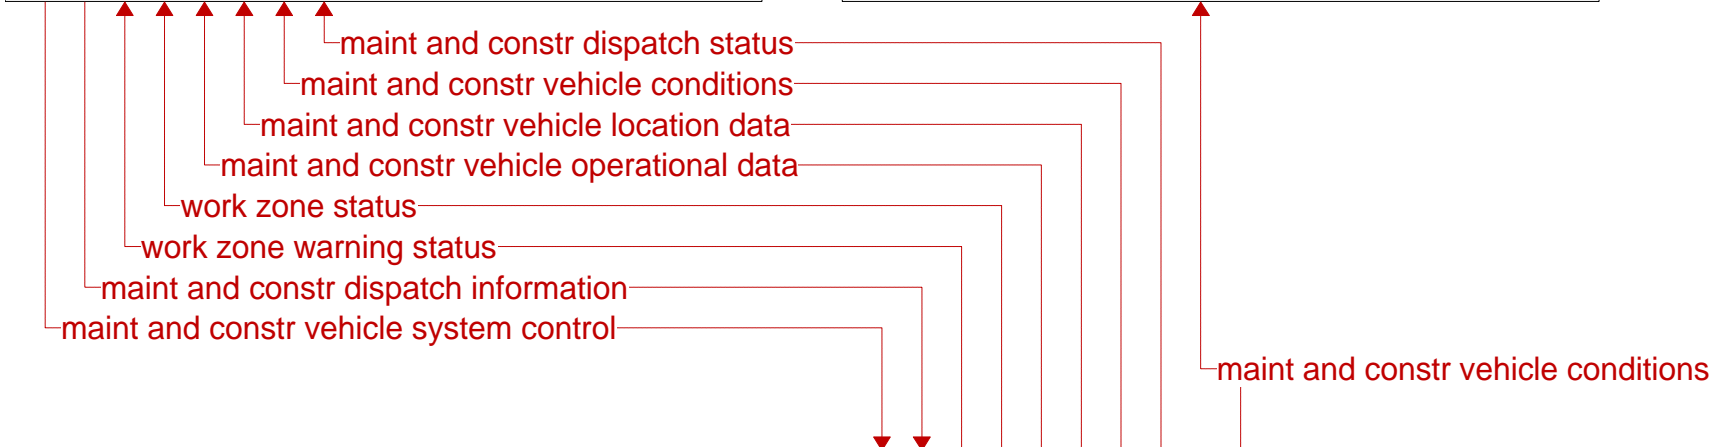 maint and constr dispatch status
maint and constr vehicle conditions
maint and constr vehicle location data
maint and constr vehicle operational data
work zone status
work zone warning status
maint and constr dispatch information
maint and constr vehicle system control
maint and constr vehicle conditions